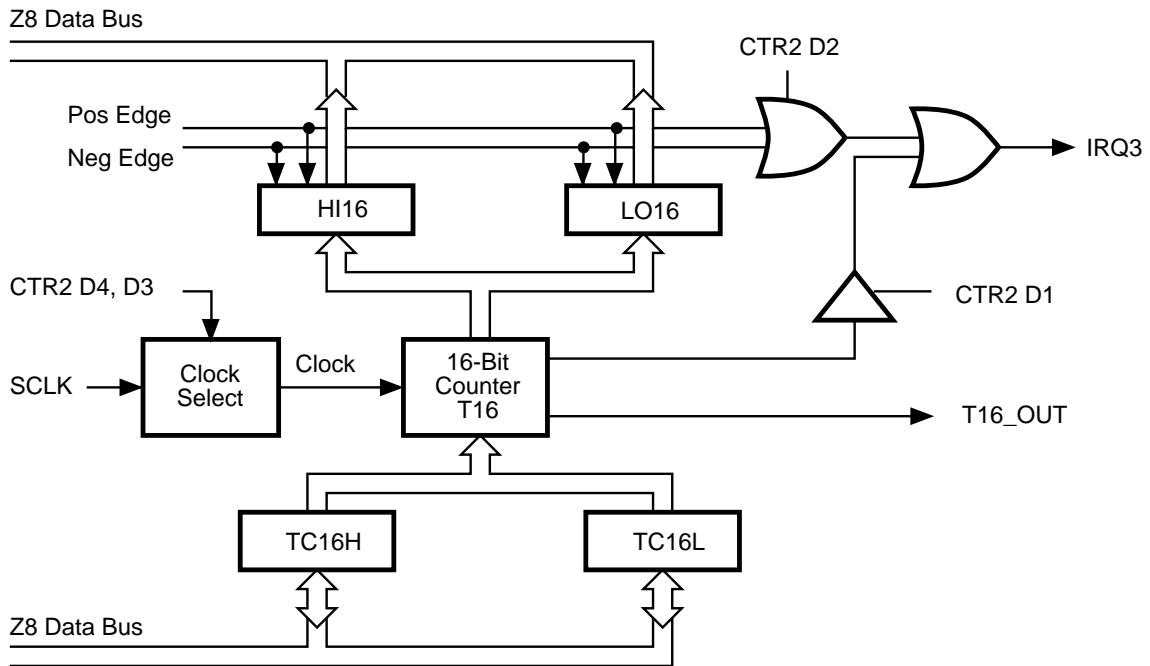 Z8 Data Bus
CTR2 D2
Pos Edge
Neg Edge
IRQ3
HI16
LO16
CTR2 D4, D3
CTR2 D1
SCLK
Clock
Select
Clock
16-Bit
Counter
T16
T16_OUT
TC16H
TC16L
Z8 Data Bus